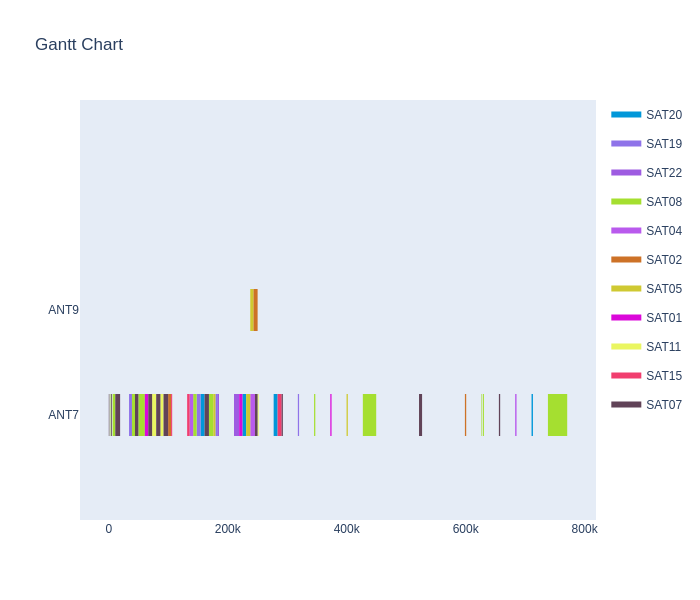 Gantt Chart
SAT20
SAT19
SAT22
SAT08
SAT04
SAT02
SAT05
SAT01
SAT11
SAT15
SAT07
ANT9
ANT7
0 200k 400k 600k 800k